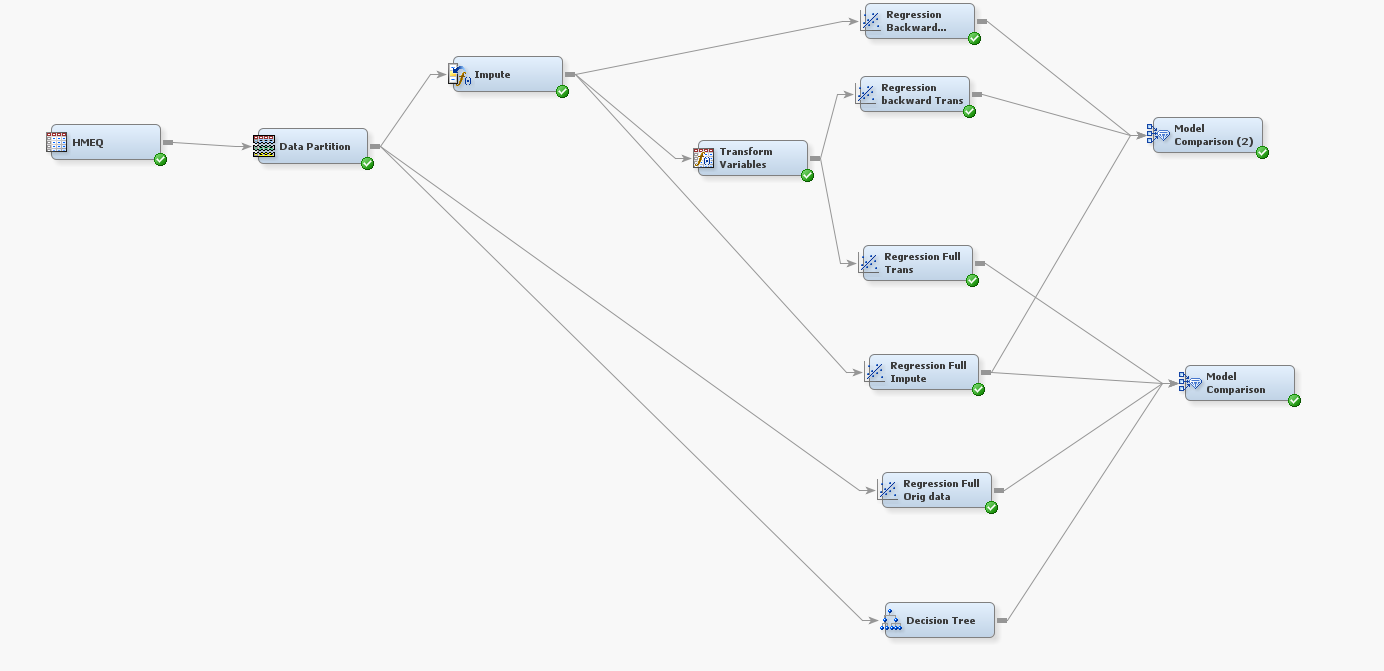 Regression
Backward...
Impute
Regression
backward Trans
HMEQ
Data Partition
Model
Comparison (2)
Transform
Variables
Regression Full
Trans
Regression Full
Impute
Model
Comparison
Regression Full
Orig data
Decision Tree